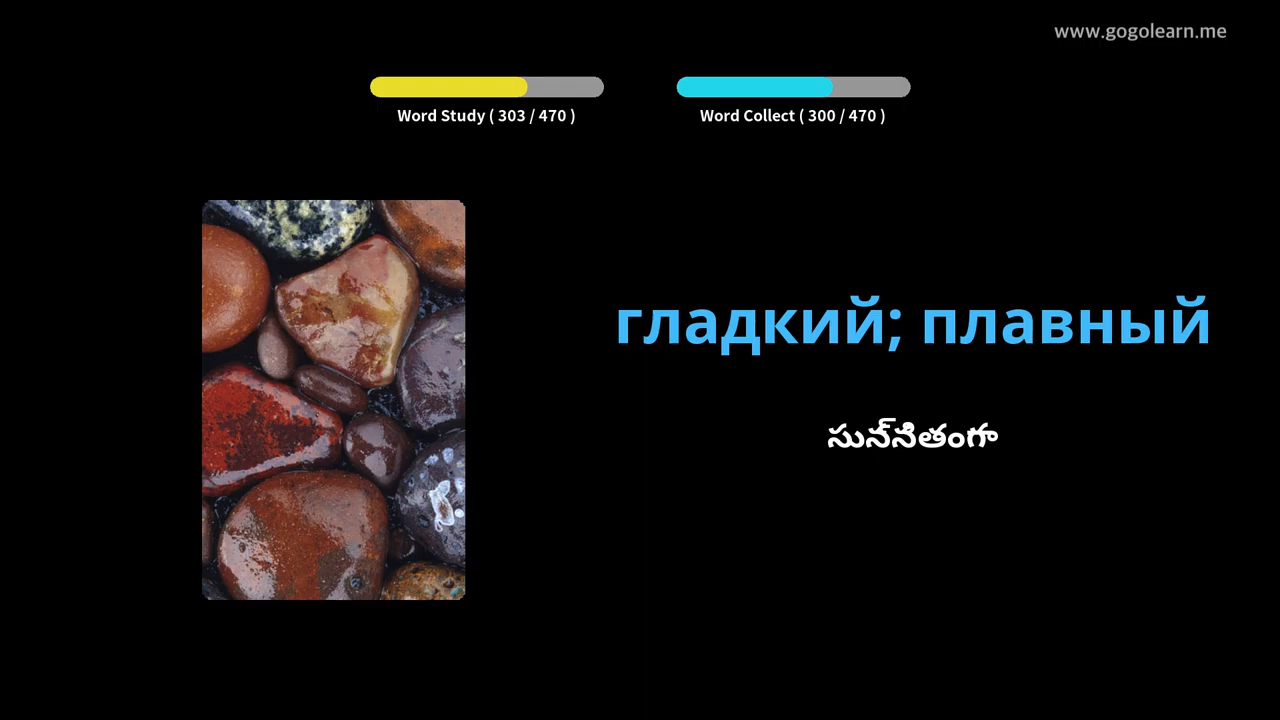 www.gogolearn.me
Word Study ( 303 / 470 )
Word Collect ( 300 / 470 )
гладкий; плавный
సున్నితంగా